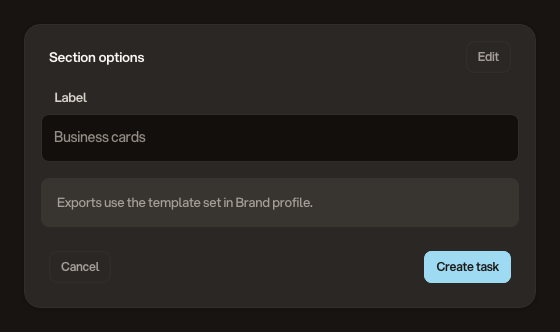 Section options
Edit
Label
Business cards
Exports use the template set in Brand profile.
Cancel
Create task